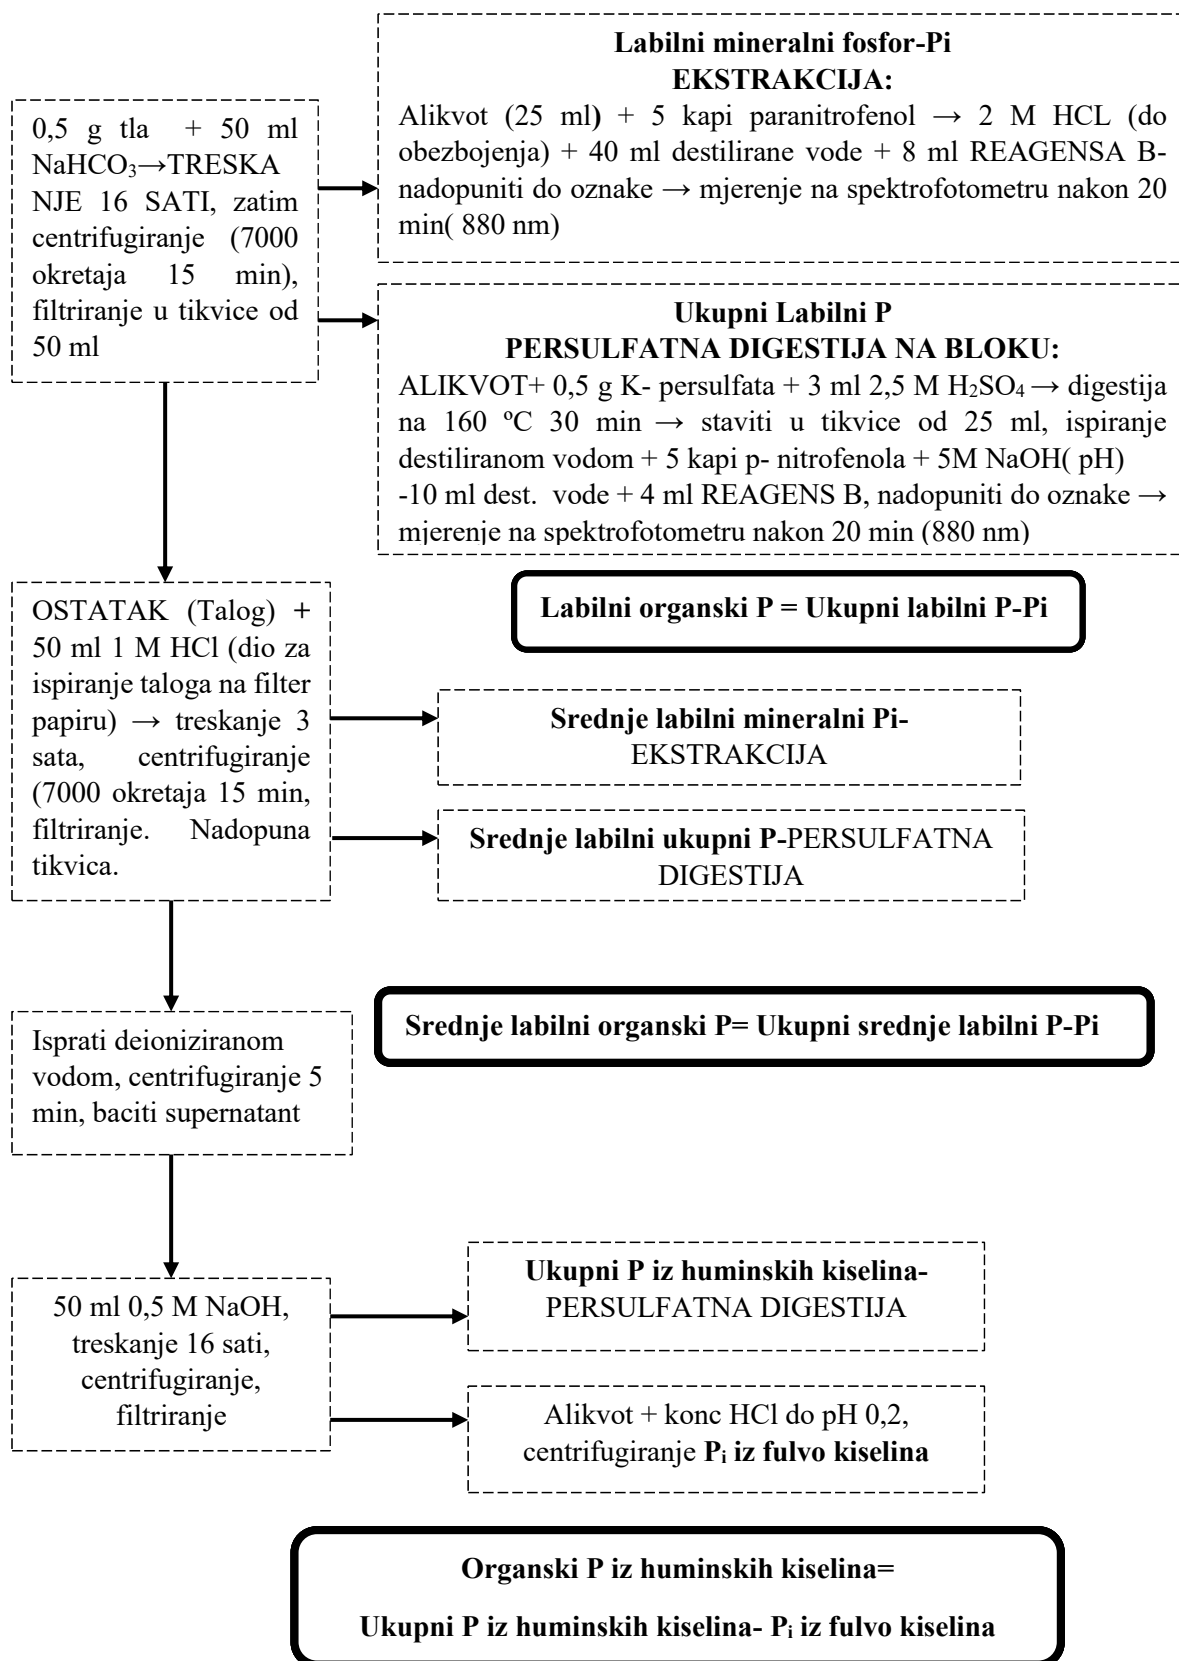 Labilni mineralni fosfor-Pi
EKSTRAKCIJA:
Alikvot (25 ml) + 5 kapi paranitrofenol → 2 M HCL (do
obezbojenja) + 40 ml destilirane vode + 8 ml REAGENSA B-
nadopuniti do oznake → mjerenje na spektrofotometru nakon 20
min( 880 nm)
0,5 g tla + 50 ml
NaHCO₃→TRESKA
NJE 16 SATI, zatim
centrifugiranje (7000
okretaja 15 min),
filtriranje u tikvice od
50 ml
Ukupni Labilni P
PERSULFATNA DIGESTIJA NA BLOKU:
ALIKVOT+ 0,5 g K- persulfata + 3 ml 2,5 M H₂SO₄ → digestija
na 160 ºC 30 min → staviti u tikvice od 25 ml, ispiranje
destiliranom vodom + 5 kapi p- nitrofenola + 5M NaOH( pH)
-10 ml dest. vode + 4 ml REAGENS B, nadopuniti do oznake →
mjerenje na spektrofotometru nakon 20 min (880 nm)
Labilni organski P = Ukupni labilni P-Pi
OSTATAK (Talog) +
50 ml 1 M HCl (dio za
ispiranje taloga na filter
papiru) → treskanje 3
sata, centrifugiranje
(7000 okretaja 15 min,
filtriranje. Nadopuna
tikvica.
Srednje labilni mineralni Pi-
EKSTRAKCIJA
Srednje labilni ukupni P-PERSULFATNA
DIGESTIJA
Srednje labilni organski P= Ukupni srednje labilni P-Pi
Isprati deioniziranom
vodom, centrifugiranje 5
min, baciti supernatant
50 ml 0,5 M NaOH,
treskanje 16 sati,
centrifugiranje,
filtriranje
Ukupni P iz huminskih kiselina-
PERSULFATNA DIGESTIJA
Alikvot + konc HCl do pH 0,2,
centrifugiranje Pᵢ iz fulvo kiselina
Organski P iz huminskih kiselina=
Ukupni P iz huminskih kiselina- Pᵢ iz fulvo kiselina